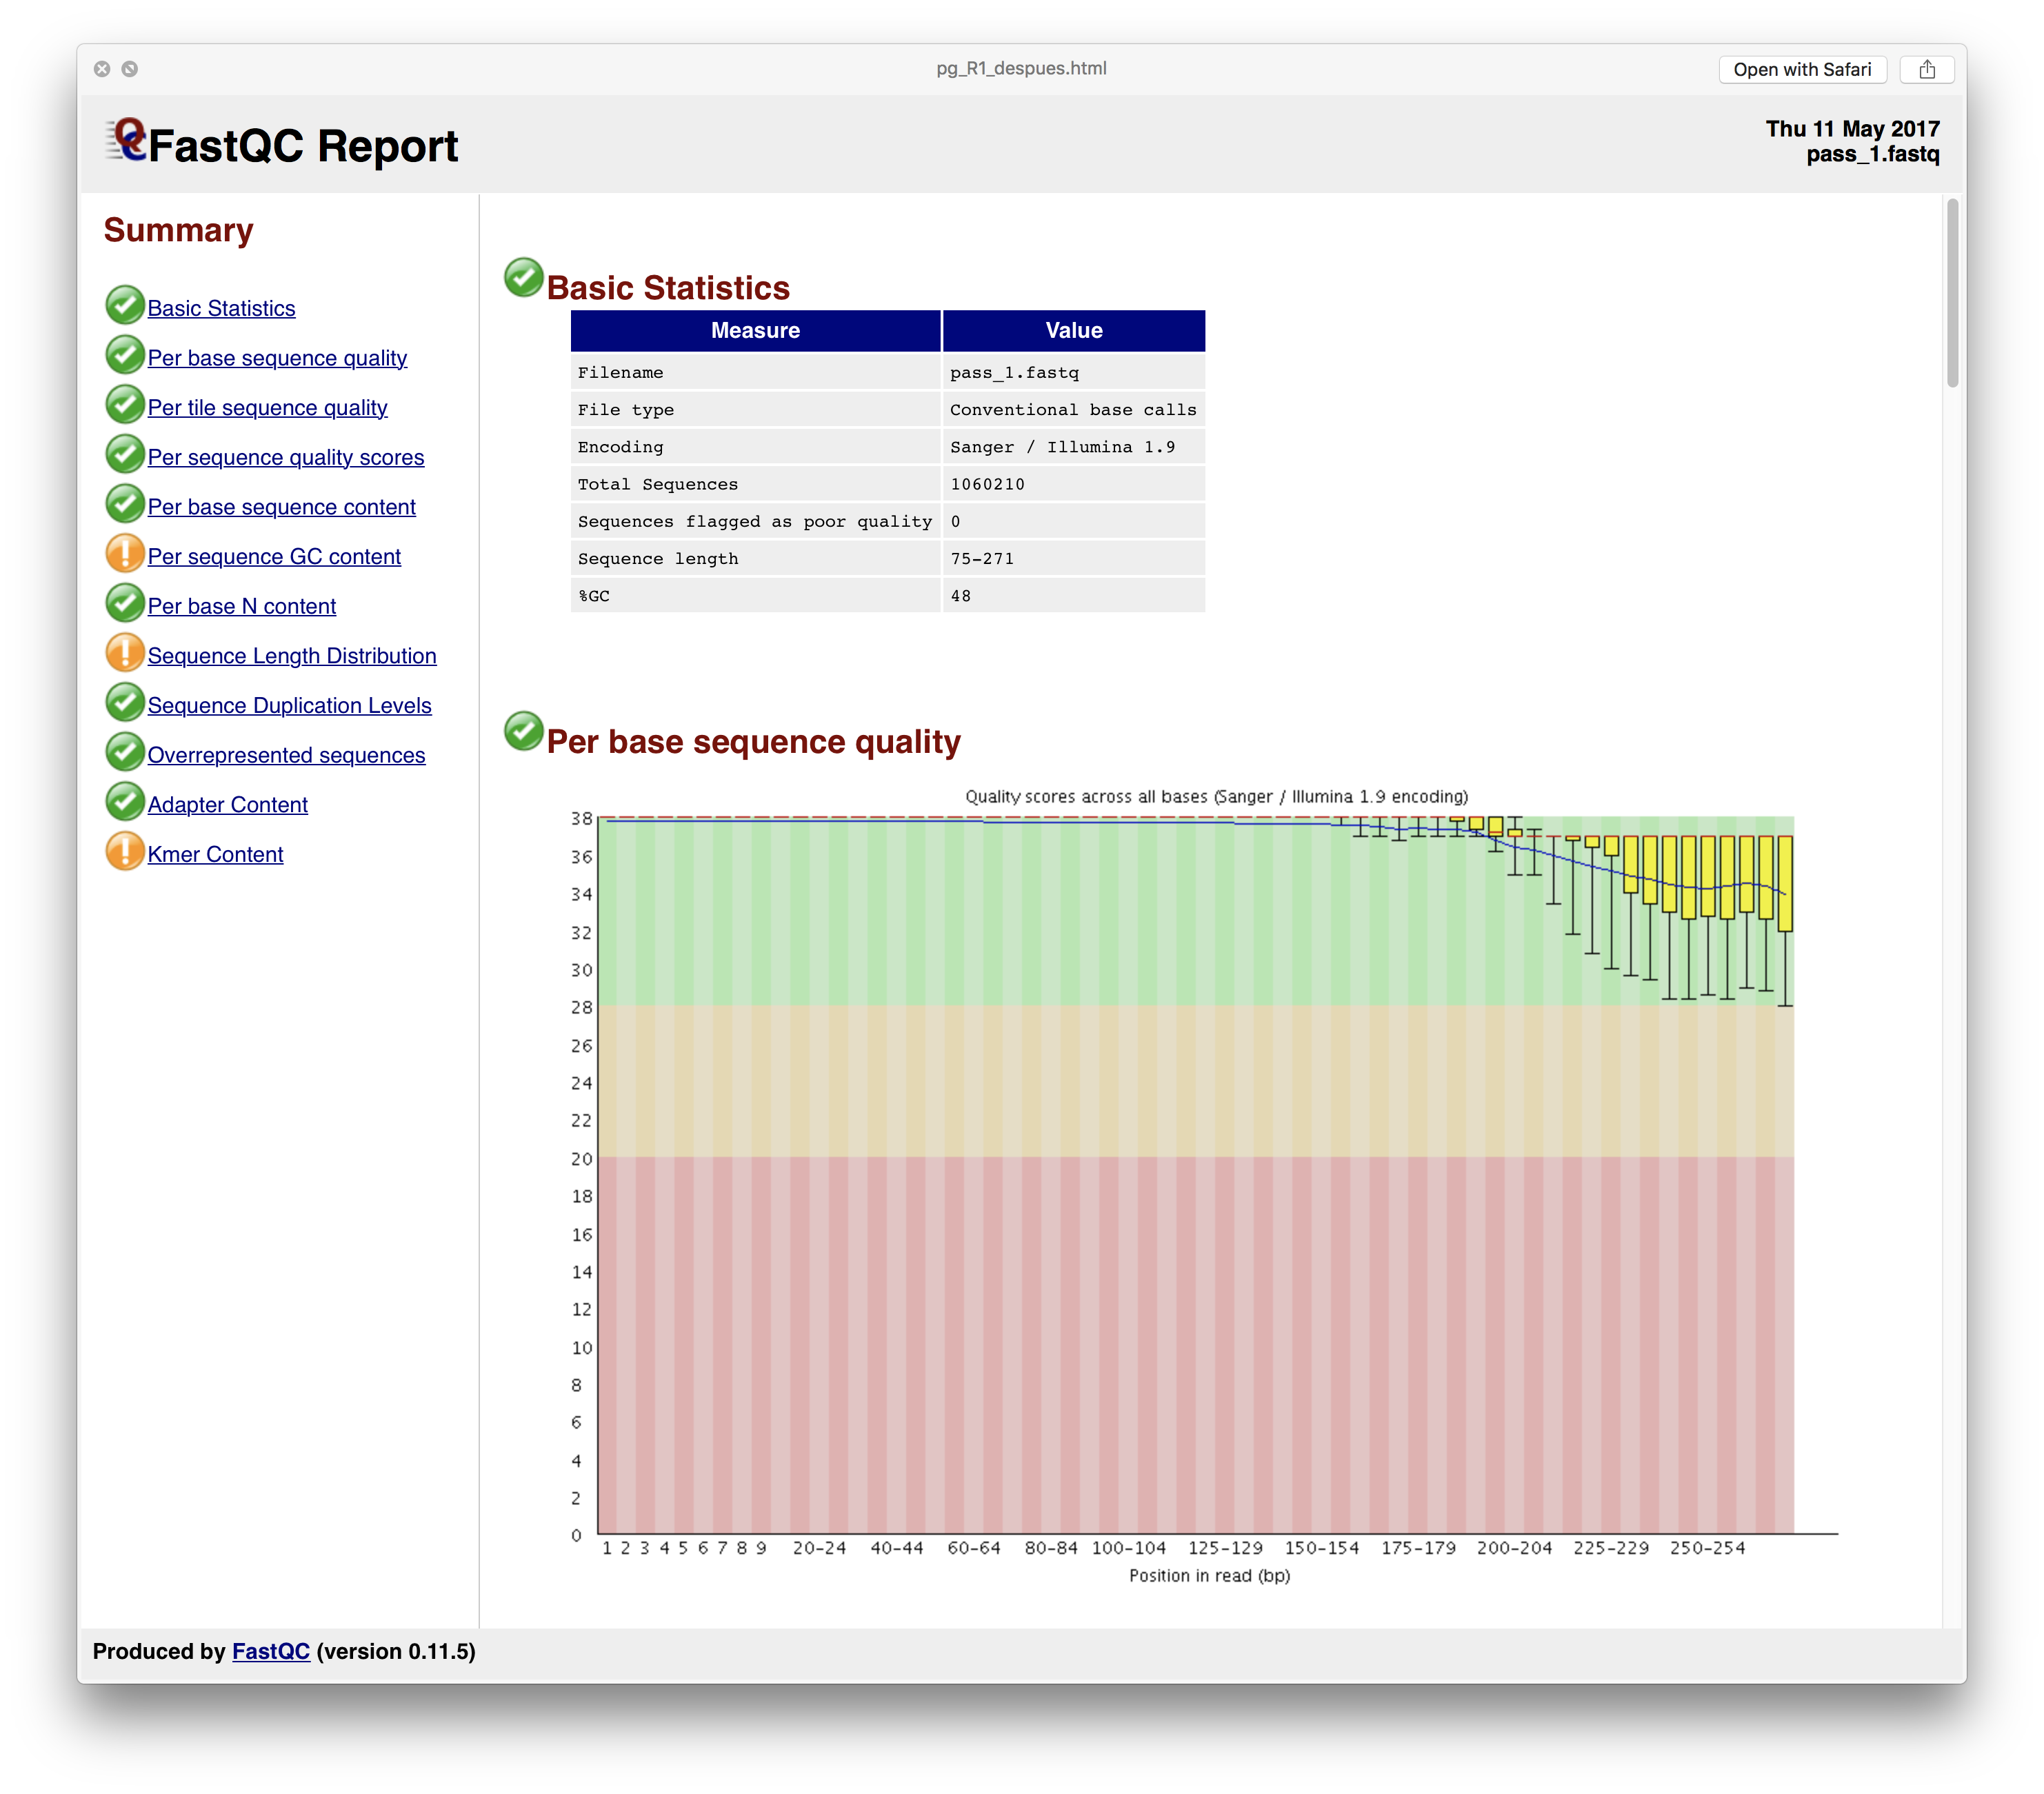 pg_R1_despues.html
Open with Safari
FastQC Report
Thu 11 May 2017
pass_1.fastq
Summary
Basic Statistics
Per base sequence quality
Per tile sequence quality
Per sequence quality scores
Per base sequence content
Per sequence GC content
Per base N content
Sequence Length Distribution
Sequence Duplication Levels
Overrepresented sequences
Adapter Content
Kmer Content
Basic Statistics
Measure Value
Filename pass_1.fastq
File type Conventional base calls
Encoding Sanger / Illumina 1.9
Total Sequences 1060210
Sequences flagged as poor quality 0
Sequence length 75-271
%GC 48
Per base sequence quality
Quality scores across all bases (Sanger / Illumina 1.9 encoding)
38
36
34
32
30
28
26
24
22
20
18
16
14
12
10
8
6
4
2
0
1 2 3 4 5 6 7 8 9 20-24 40-44 60-64 80-84 100-104 125-129 150-154 175-179 200-204 225-229 250-254
Position in read (bp)
Produced by FastQC (version 0.11.5)